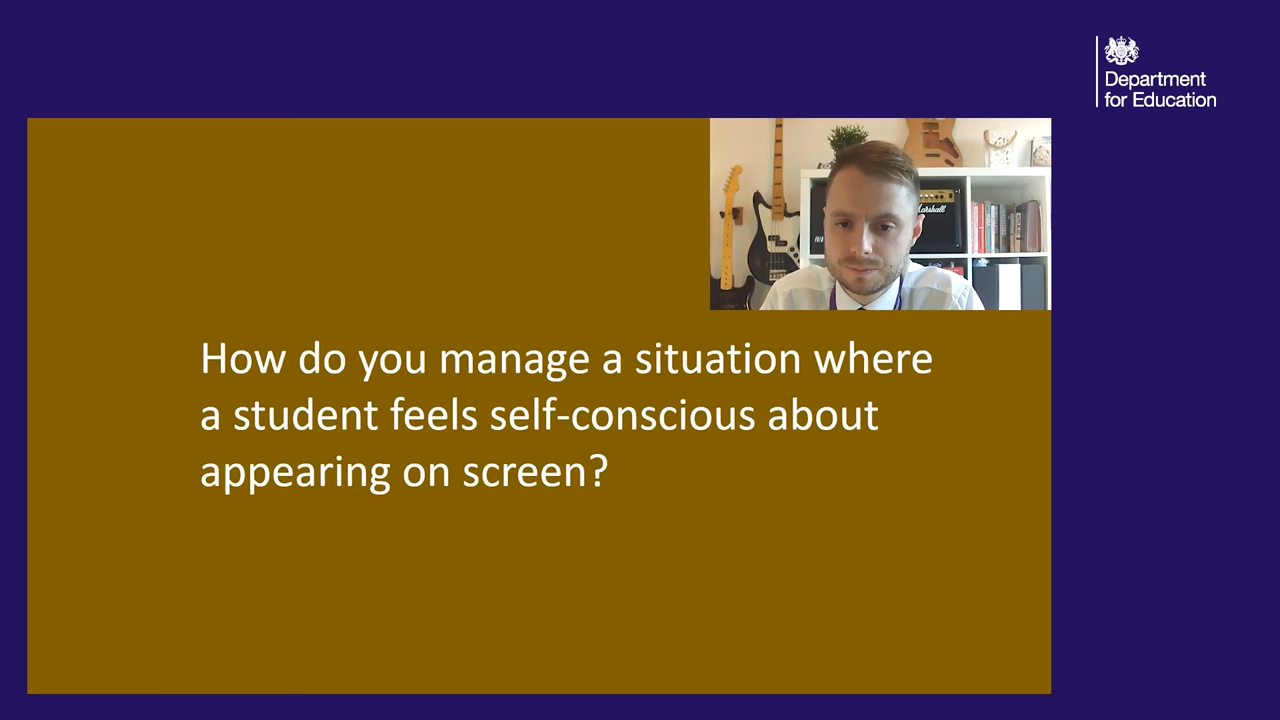 Department
for Education
Marshall
How do you manage a situation where
a student feels self-conscious about
appearing on screen?